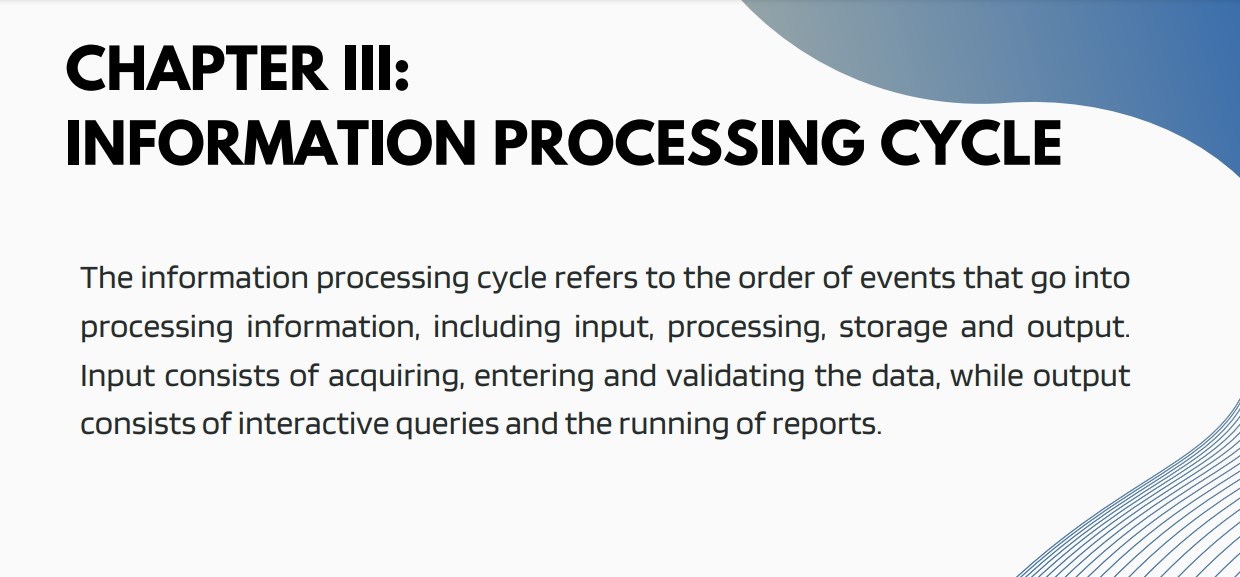 CHAPTER III:
INFORMATION PROCESSING CYCLE
The information processing cycle refers to the order of events that go into
processing information, including input, processing, storage and output.
Input consists of acquiring, entering and validating the data, while output
consists of interactive queries and the running of reports.